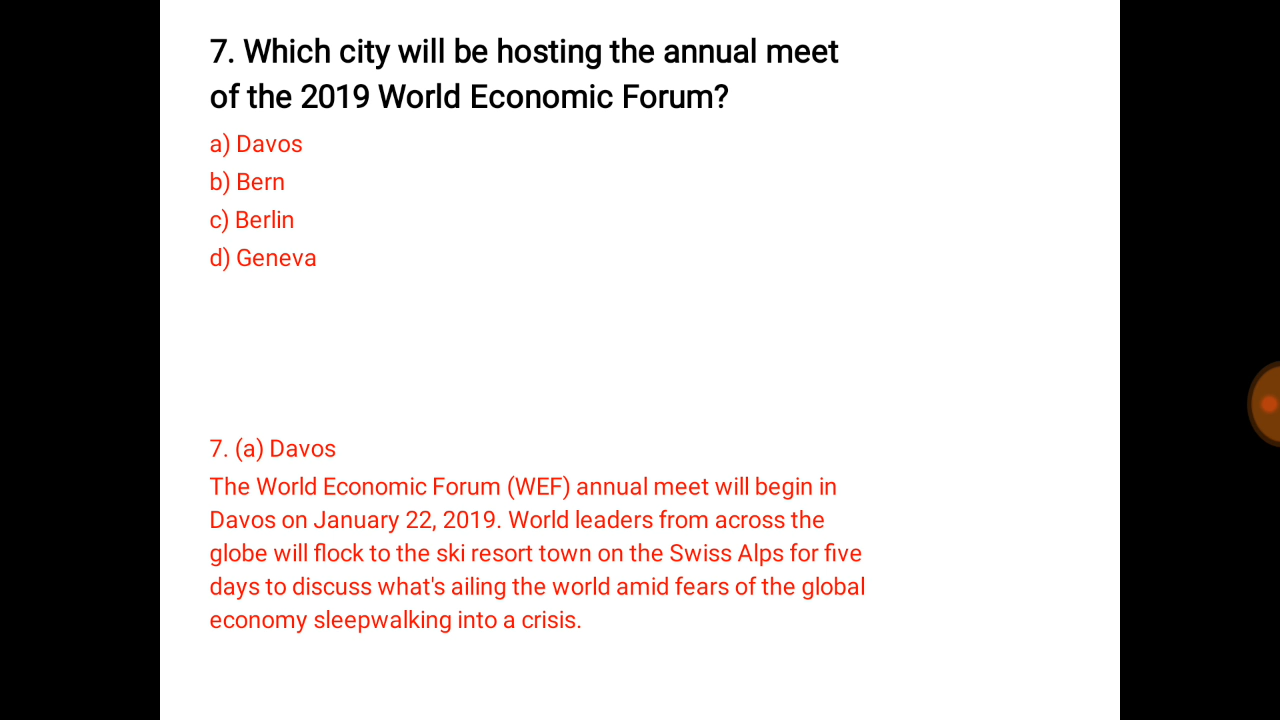 7. Which city will be hosting the annual meet
of the 2019 World Economic Forum?
a) Davos
b) Bern
c) Berlin
d) Geneva
7. (a) Davos
The World Economic Forum (WEF) annual meet will begin in
Davos on January 22, 2019. World leaders from across the
globe will flock to the ski resort town on the Swiss Alps for five
days to discuss what's ailing the world amid fears of the global
economy sleepwalking into a crisis.